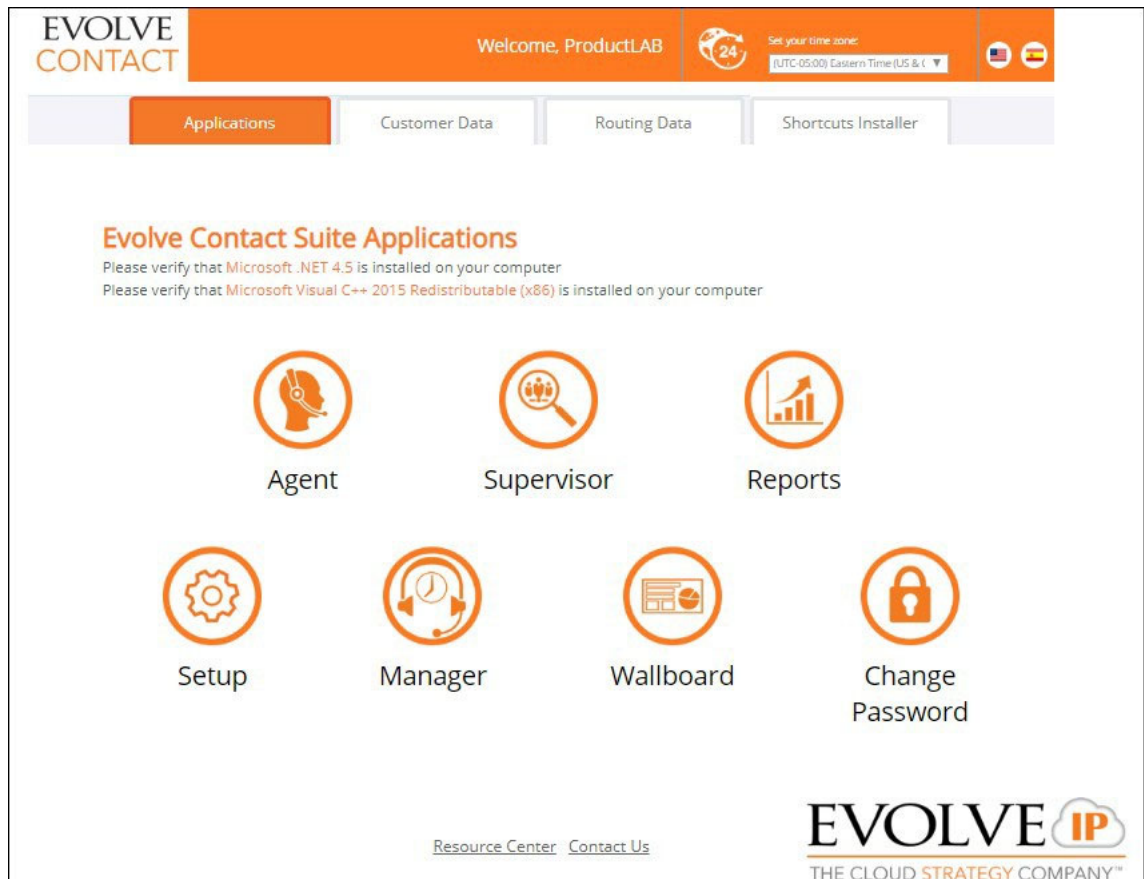 EVOLVE
CONTACT
Welcome, ProductLAB
24
Set your time zone:
(UTC-05:00) Eastern Time (US & (
Applications
Customer Data
Routing Data
Shortcuts Installer
Evolve Contact Suite Applications
Please verify that Microsoft .NET 4.5 is installed on your computer
Please verify that Microsoft Visual C++ 2015 Redistributable (x86) is installed on your computer
Agent
Supervisor
Reports
Setup
Manager
Wallboard
Change
Password
Resource Center Contact Us
EVOLVE IP
THE CLOUD STRATEGY COMPANY™